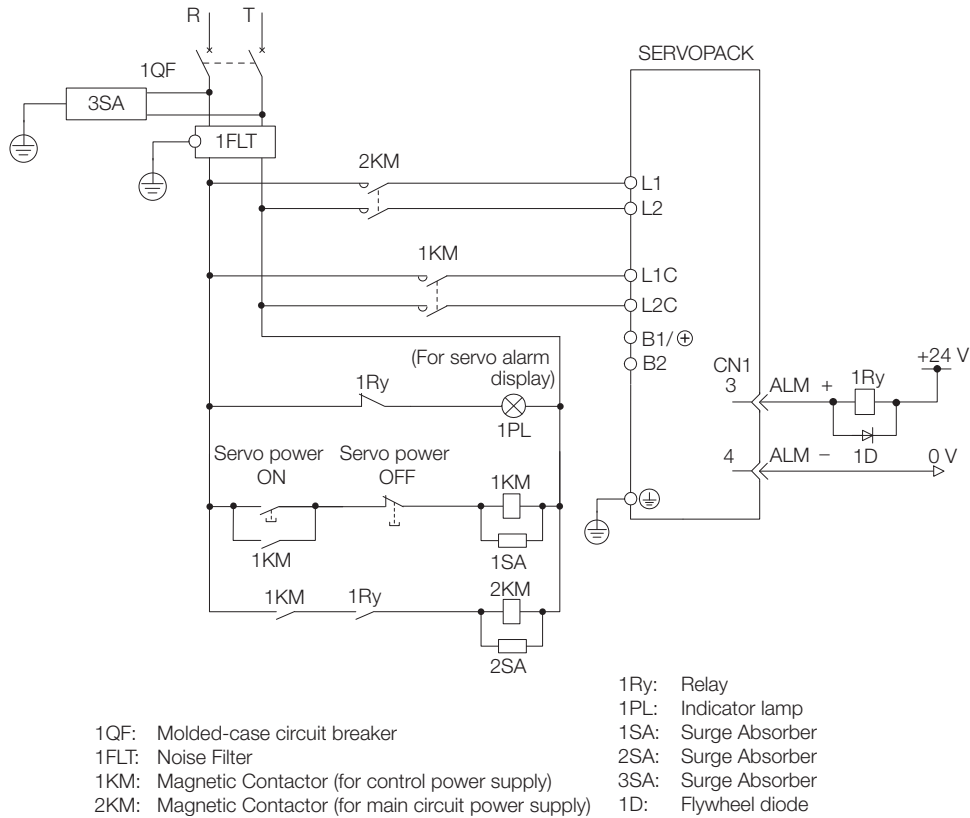 R T
SERVOPACK
1QF
3SA
1FLT
2KM
L1
L2
1KM
L1C
L2C
B1/⊕
B2
(For servo alarm
display)
1Ry
1PL
CN1
3 ALM +
1Ry
+24 V
1D
4 ALM −
0 V
Servo power
ON
Servo power
OFF
1KM
1KM
1SA
1KM
1Ry
2KM
2SA
1QF: Molded-case circuit breaker
1FLT: Noise Filter
1KM: Magnetic Contactor (for control power supply)
2KM: Magnetic Contactor (for main circuit power supply)
1Ry: Relay
1PL: Indicator lamp
1SA: Surge Absorber
2SA: Surge Absorber
3SA: Surge Absorber
1D: Flywheel diode